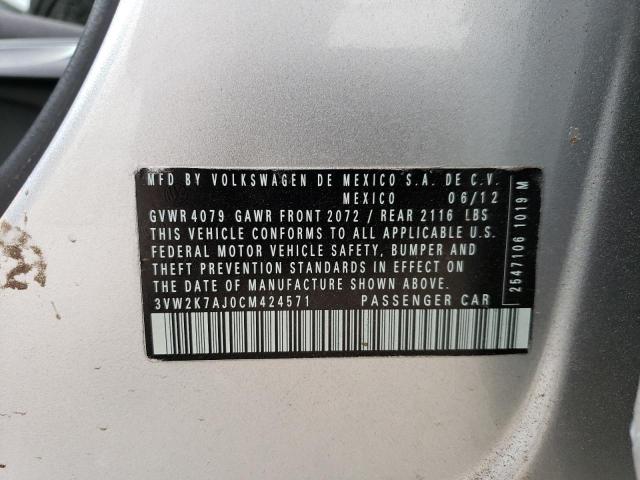 MFD BY VOLKSWAGEN DE MEXICO S.A. DE C.V.
MEXICO 06/12
GVWR 4079 GAWR FRONT 2072 / REAR 2116 LBS
THIS VEHICLE CONFORMS TO ALL APPLICABLE U.S.
FEDERAL MOTOR VEHICLE SAFETY, BUMPER AND
THEFT PREVENTION STANDARDS IN EFFECT ON
THE DATE OF MANUFACTURE SHOWN ABOVE.
3VW2K7AJ0CM424571 PASSENGER CAR
2547106 1019 M